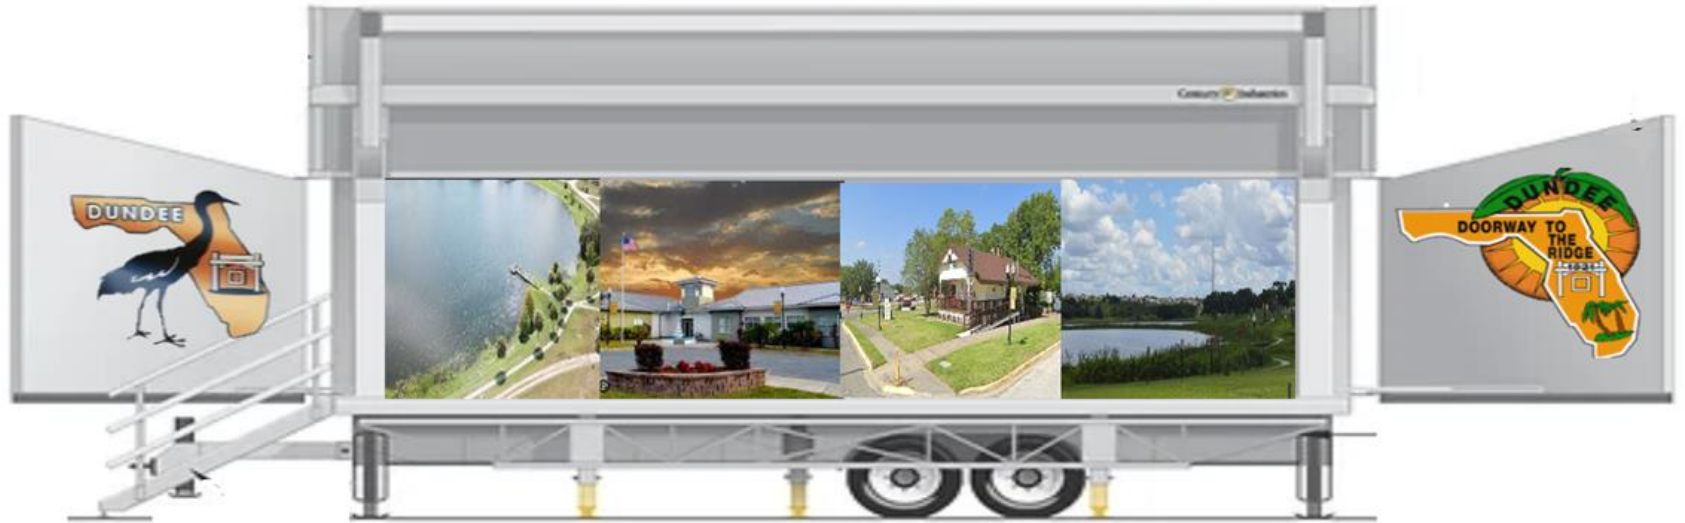 Century Industries
DUNDEE
DUNDEE
DOORWAY TO
THE
RIDGE